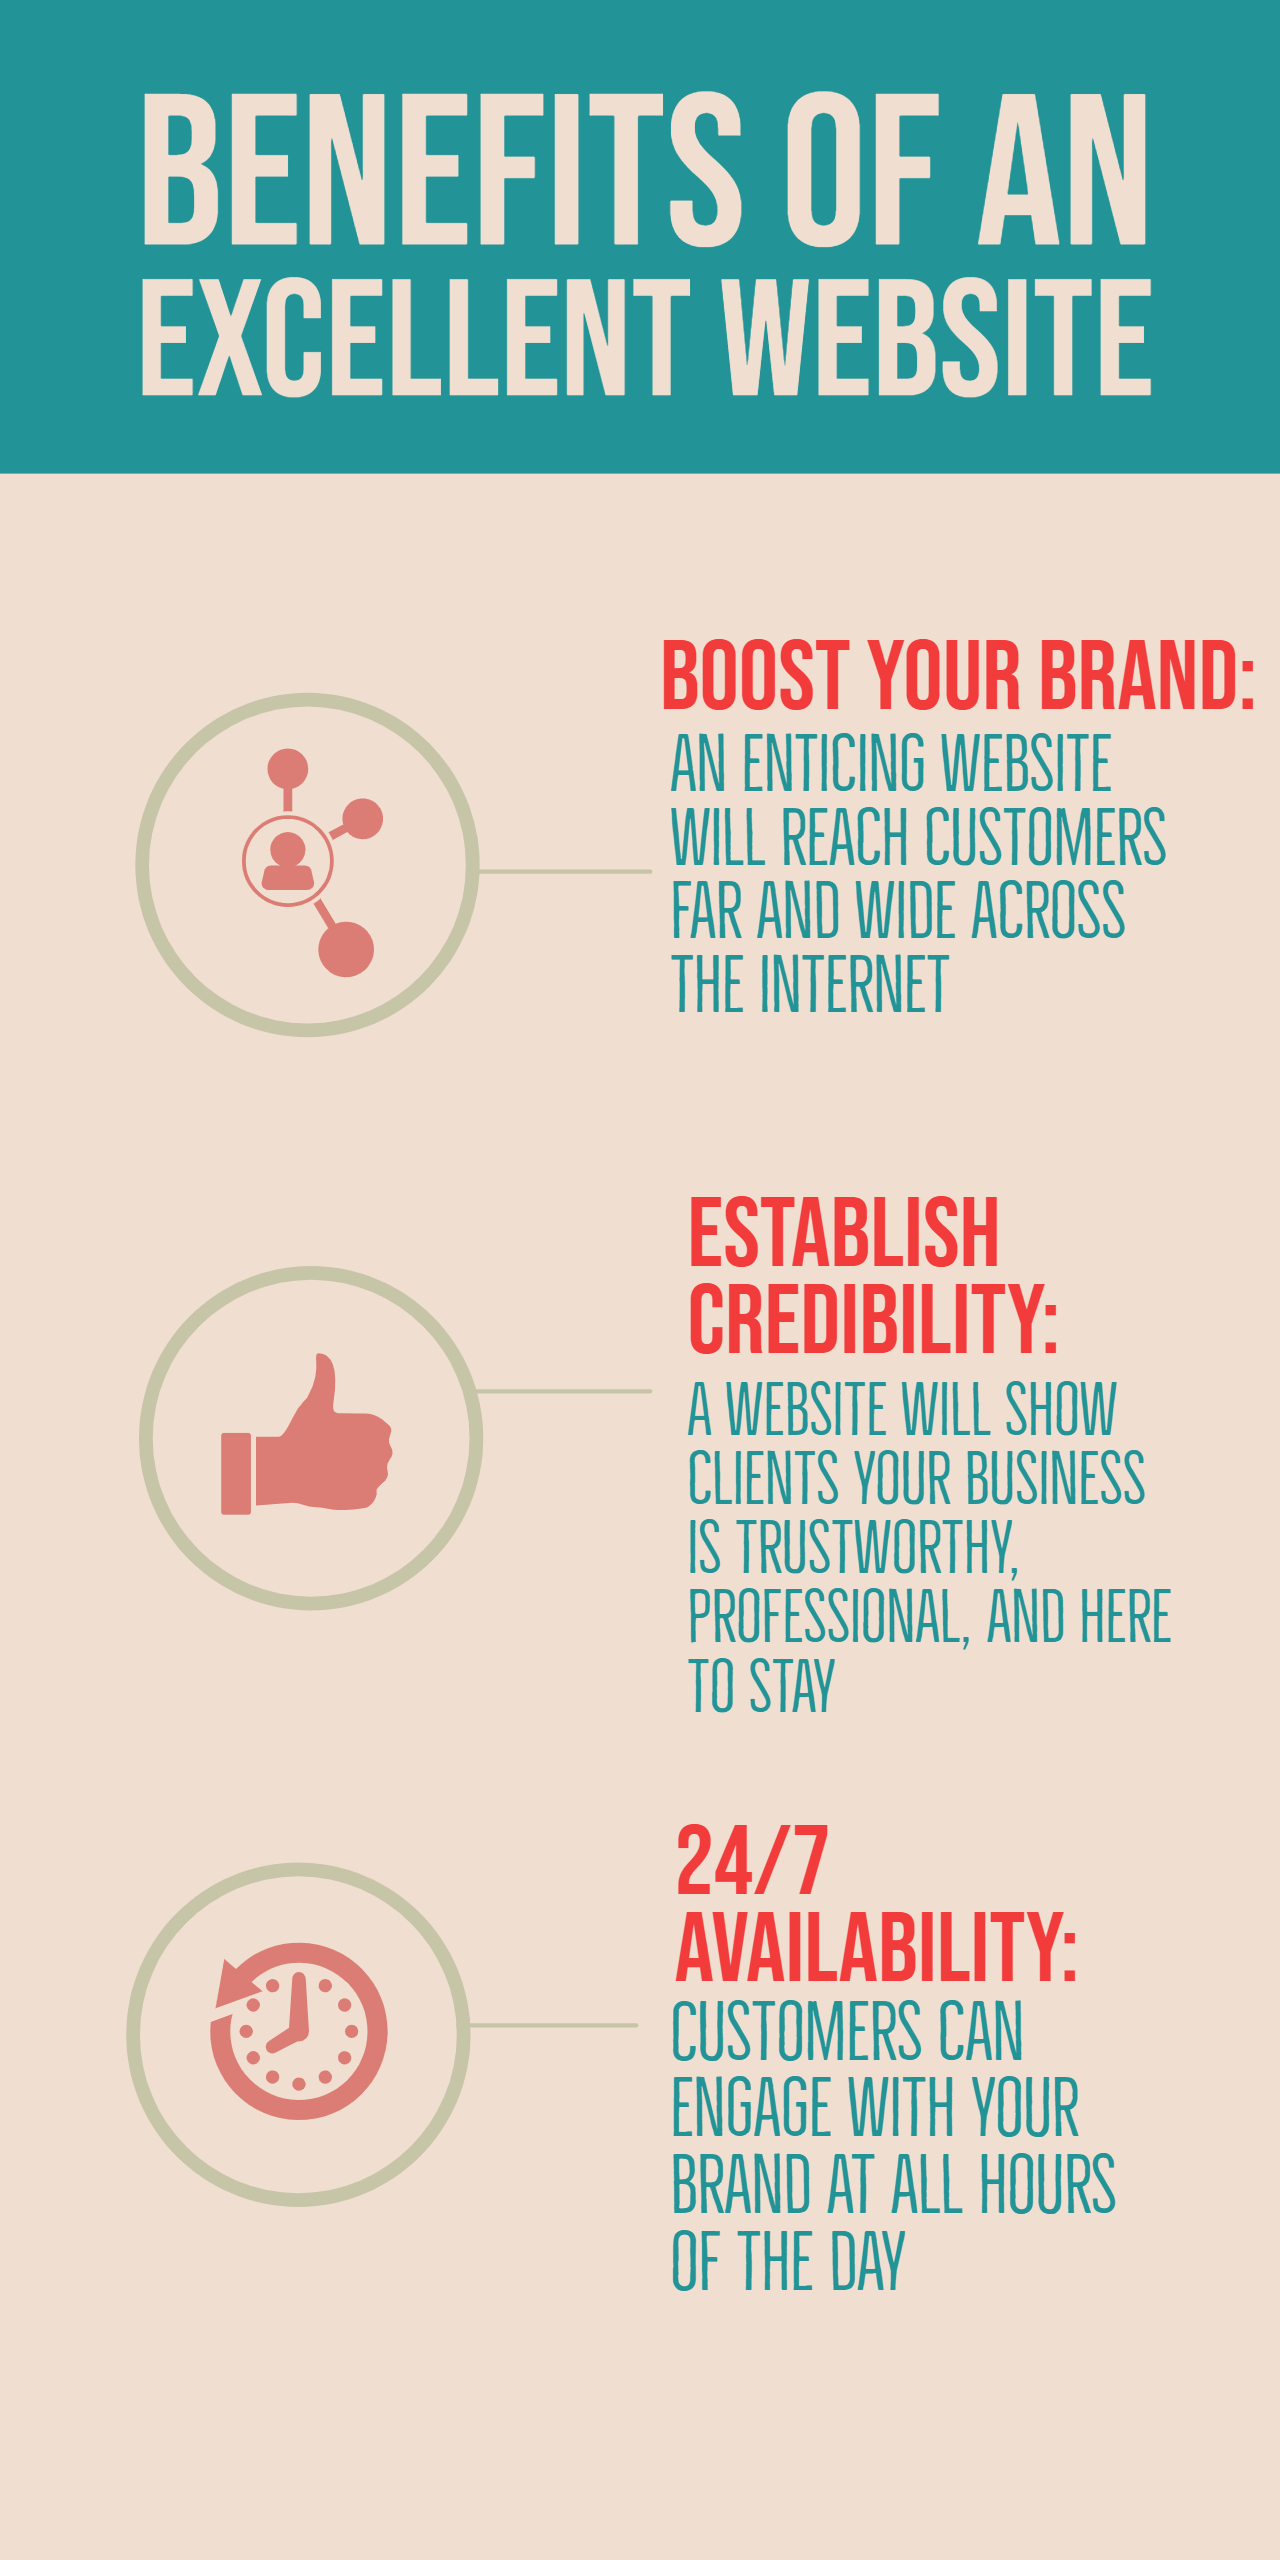 BENEFITS OF AN
EXCELLENT WEBSITE
BOOST YOUR BRAND:
AN ENTICING WEBSITE
WILL REACH CUSTOMERS
FAR AND WIDE ACROSS
THE INTERNET
ESTABLISH
CREDIBILITY:
A WEBSITE WILL SHOW
CLIENTS YOUR BUSINESS
IS TRUSTWORTHY,
PROFESSIONAL, AND HERE
TO STAY
24/7
AVAILABILITY:
CUSTOMERS CAN
ENGAGE WITH YOUR
BRAND AT ALL HOURS
OF THE DAY